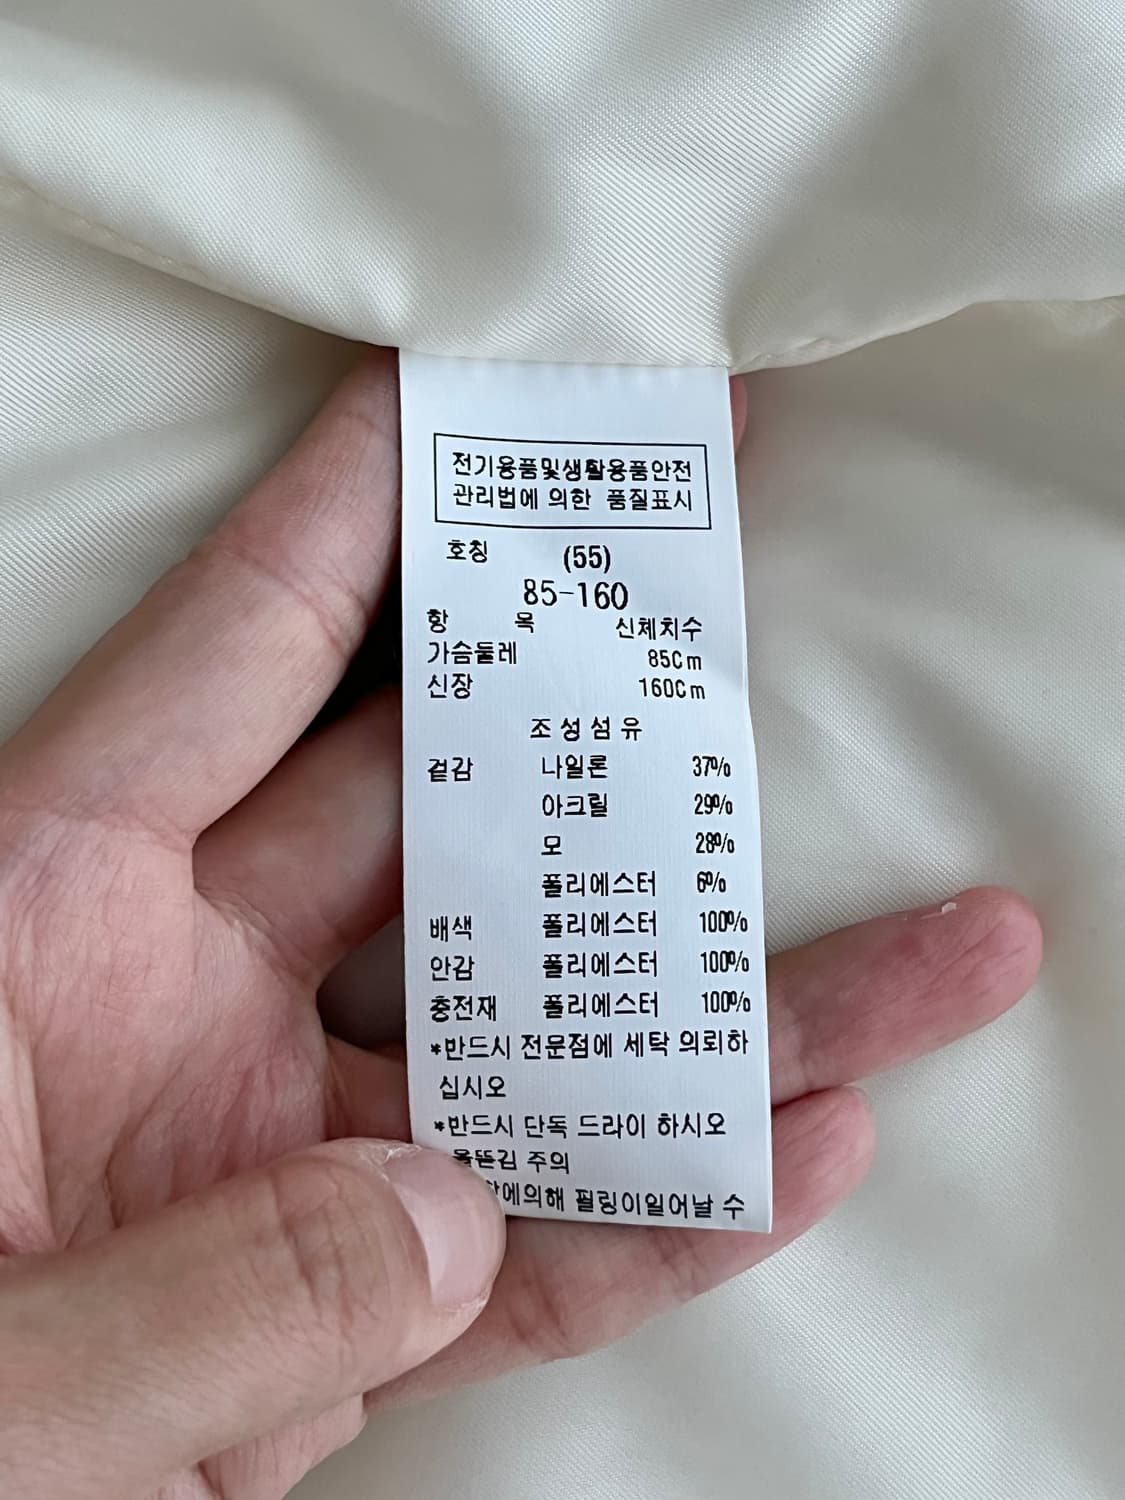 전기용품및생활용품안전
관리법에 의한 품질표시
호칭 (55)
85-160
항 목 신체치수
가슴둘레 85Cm
신장 160Cm
조성섬유
겉감 나일론 37%
아크릴 29%
모 28%
폴리에스터 6%
배색 폴리에스터 100%
안감 폴리에스터 100%
충전재 폴리에스터 100%
*반드시 전문점에 세탁 의뢰하
십시오
*반드시 단독 드라이 하시오
올뜯김 주의
필링이일어날 수